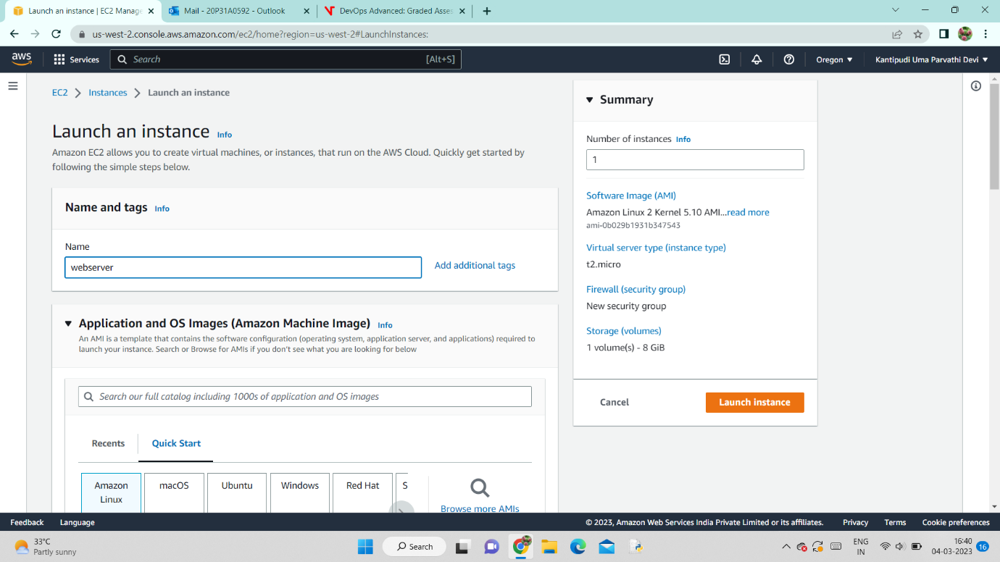 Launch an instance | EC2 Manage
Mail - 20P31A0592 - Outlook
DevOps Advanced: Graded Asses
us-west-2.console.aws.amazon.com/ec2/home?region=us-west-2#LaunchInstances:
aws
Services
Search
[Alt+S]
Oregon
Kantipudi Uma Parvathi Devi
EC2
Instances
Launch an instance
Launch an instance Info
Amazon EC2 allows you to create virtual machines, or instances, that run on the AWS Cloud. Quickly get started by
following the simple steps below.
Name and tags Info
Name
webserver
Add additional tags
Application and OS Images (Amazon Machine Image) Info
An AMI is a template that contains the software configuration (operating system, application server, and applications) required to
launch your instance. Search or Browse for AMIs if you don't see what you are looking for below
Search our full catalog including 1000s of application and OS images
Recents
Quick Start
Amazon
Linux
macOS
Ubuntu
Windows
Red Hat
S
Browse more AMIs
Summary
Number of instances Info
1
Software Image (AMI)
Amazon Linux 2 Kernel 5.10 AMI...read more
ami-0b029b1931b347543
Virtual server type (instance type)
t2.micro
Firewall (security group)
New security group
Storage (volumes)
1 volume(s) - 8 GiB
Cancel
Launch instance
Feedback
Language
© 2023, Amazon Web Services India Private Limited or its affiliates.
Privacy
Terms
Cookie preferences
33°C
Partly sunny
Search
ENG
IN
16:40
04-03-2023
16